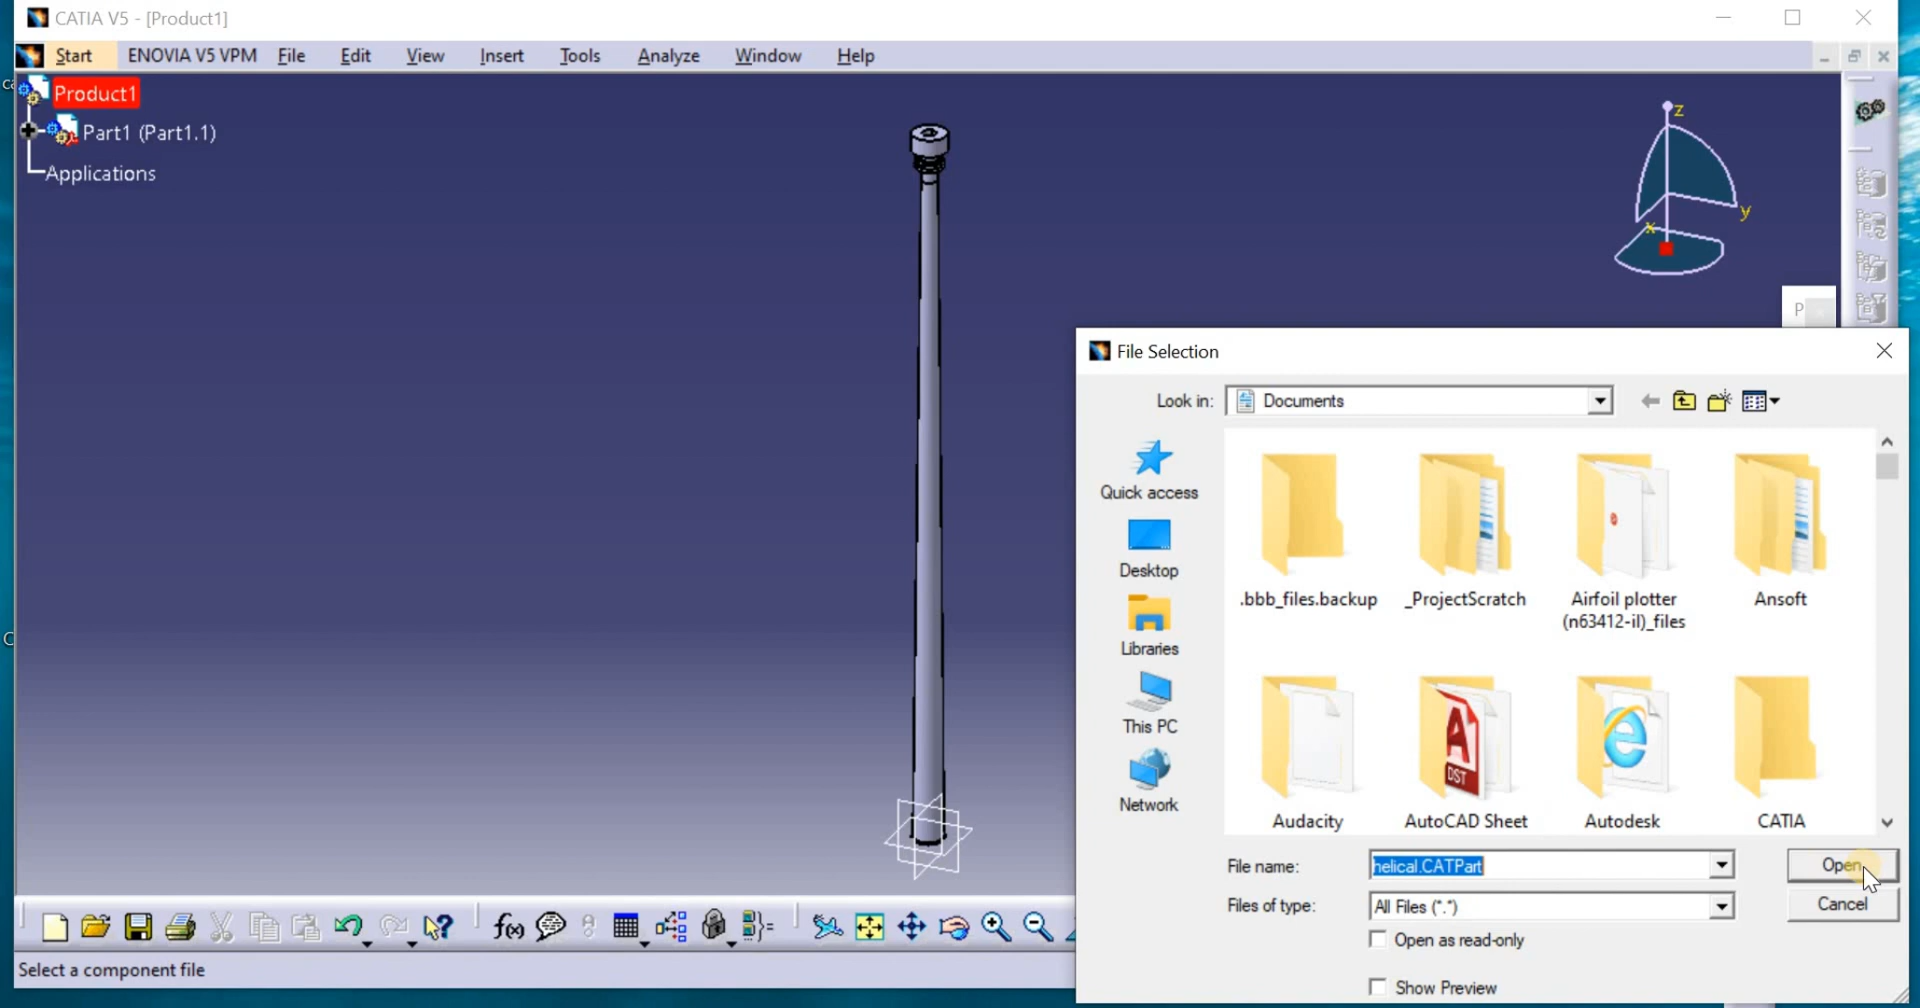 CATIA V5 - [Product1]
Start ENOVIA V5 VPM File Edit View Insert Tools Analyze Window Help
Product1
Part1 (Part1.1)
Applications
z
y
x
P
File Selection
Look in: Documents
Quick access
Desktop
Libraries
This PC
Network
.bbb_files.backup
_ProjectScratch
Airfoil plotter
(n63412-il)_files
Ansoft
DST
Audacity
AutoCAD Sheet
Autodesk
CATIA
File name: helical.CATPart Open
Files of type: All Files (*.*) Cancel
Open as read-only
Show Preview
f(x)
Select a component file